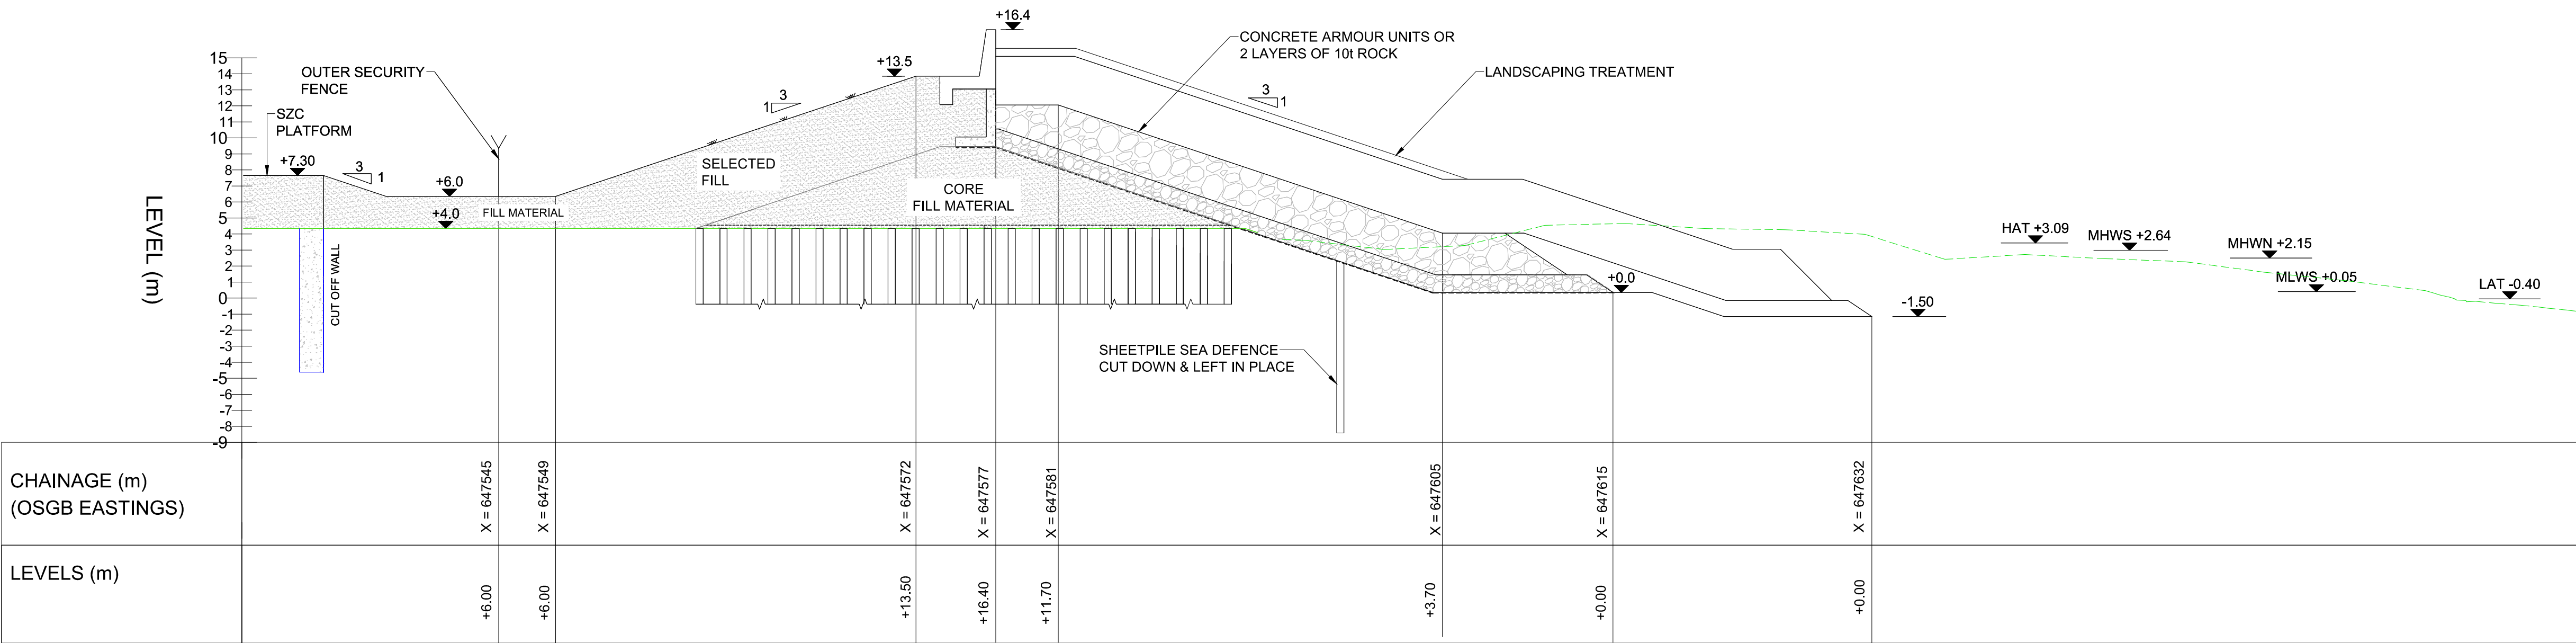 +16.4
CONCRETE ARMOUR UNITS OR
2 LAYERS OF 10t ROCK
15
OUTER SECURITY
FENCE
+13.5
LANDSCAPING TREATMENT
14
13
12
11
10
9
8
7
6
5
4
3
2
1
0
-1
-2
-3
-4
-5
-6
-7
-8
-9
LEVEL (m)
SZC
PLATFORM
+7.30
3
1
+6.0
+4.0
FILL MATERIAL
CUT OFF WALL
3
1
SELECTED
FILL
CORE
FILL MATERIAL
3
1
SHEETPILE SEA DEFENCE
CUT DOWN & LEFT IN PLACE
+0.0
-1.50
HAT +3.09
MHWS +2.64
MHWN +2.15
MLWS +0.05
LAT -0.40
CHAINAGE (m)
(OSGB EASTINGS)
X = 647545
X = 647549
X = 647572
X = 647577
X = 647581
X = 647605
X = 647615
X = 647632
LEVELS (m)
+6.00
+6.00
+13.50
+16.40
+11.70
+3.70
+0.00
+0.00